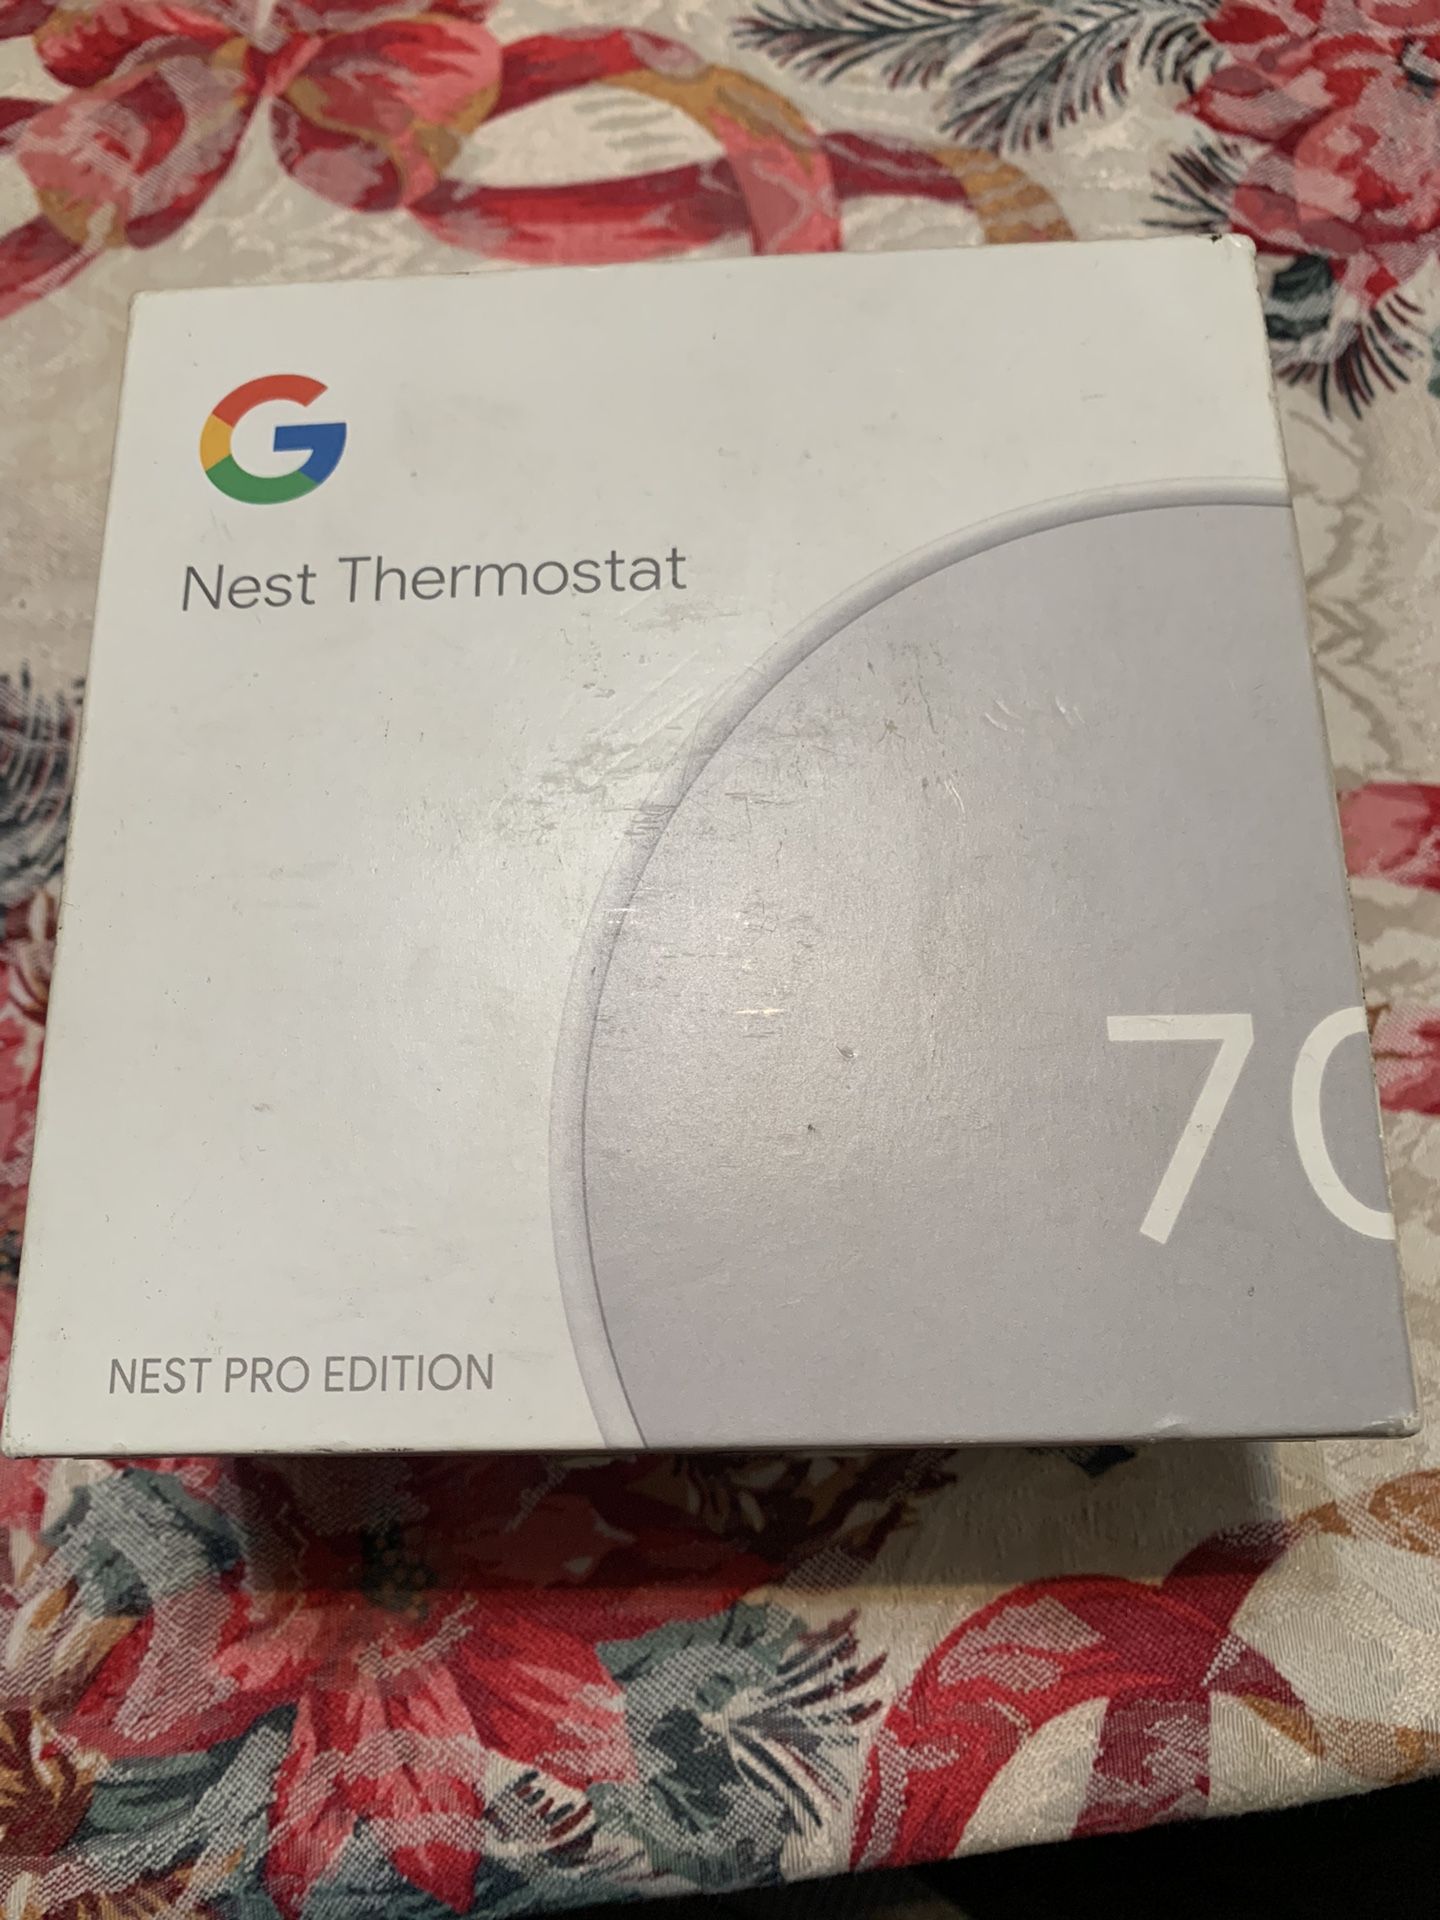 G
Nest Thermostat
70
NEST PRO EDITION